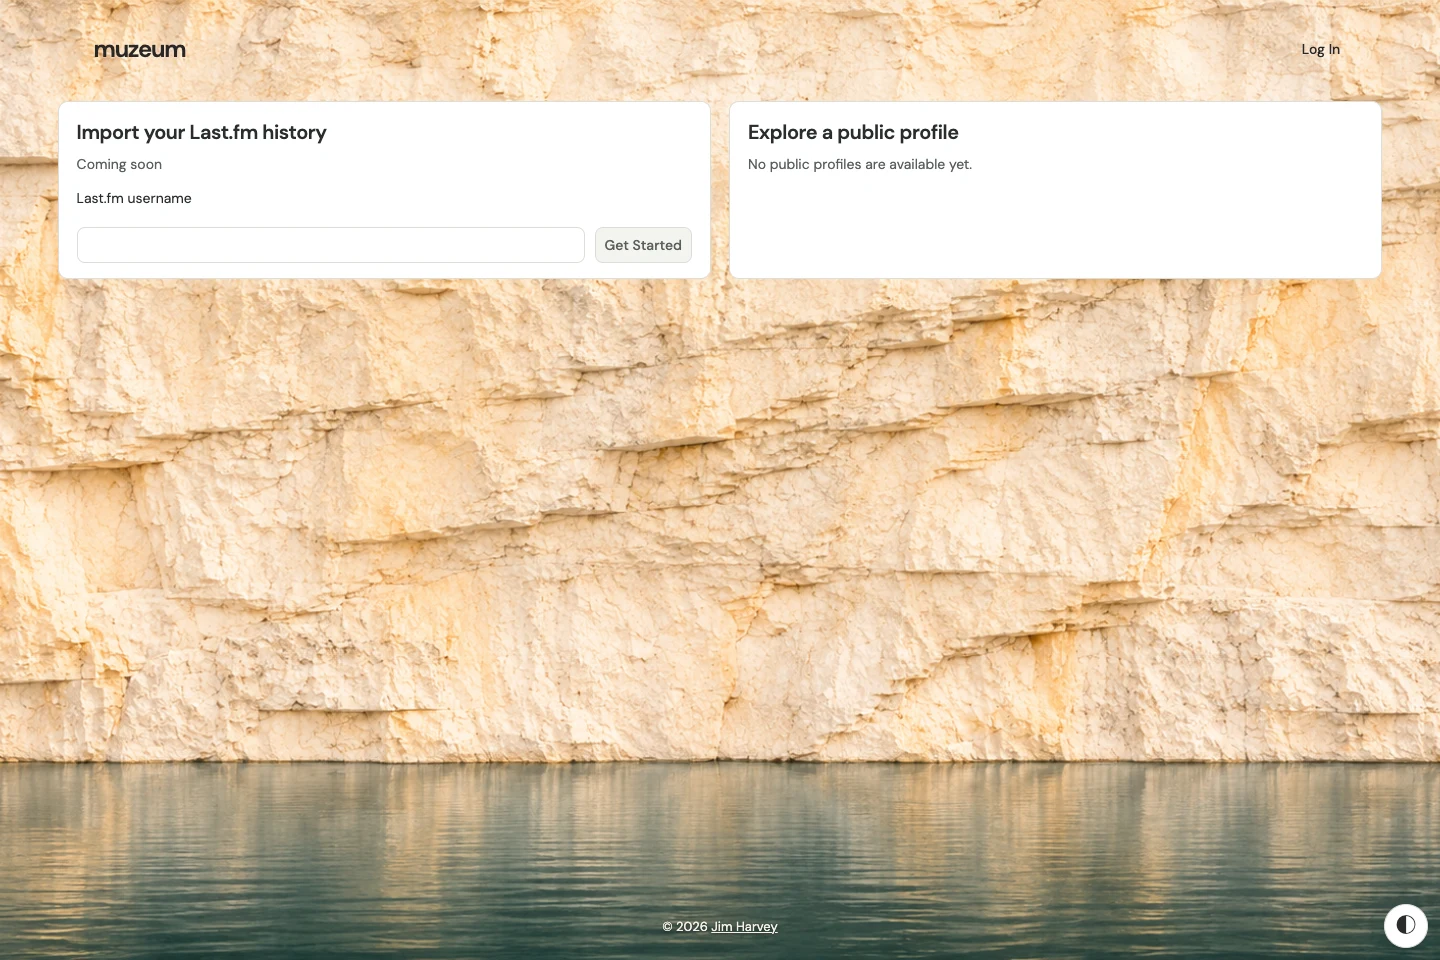 muzeum
Log In
Import your Last.fm history
Coming soon
Last.fm username
Get Started
Explore a public profile
No public profiles are available yet.
© 2026 Jim Harvey